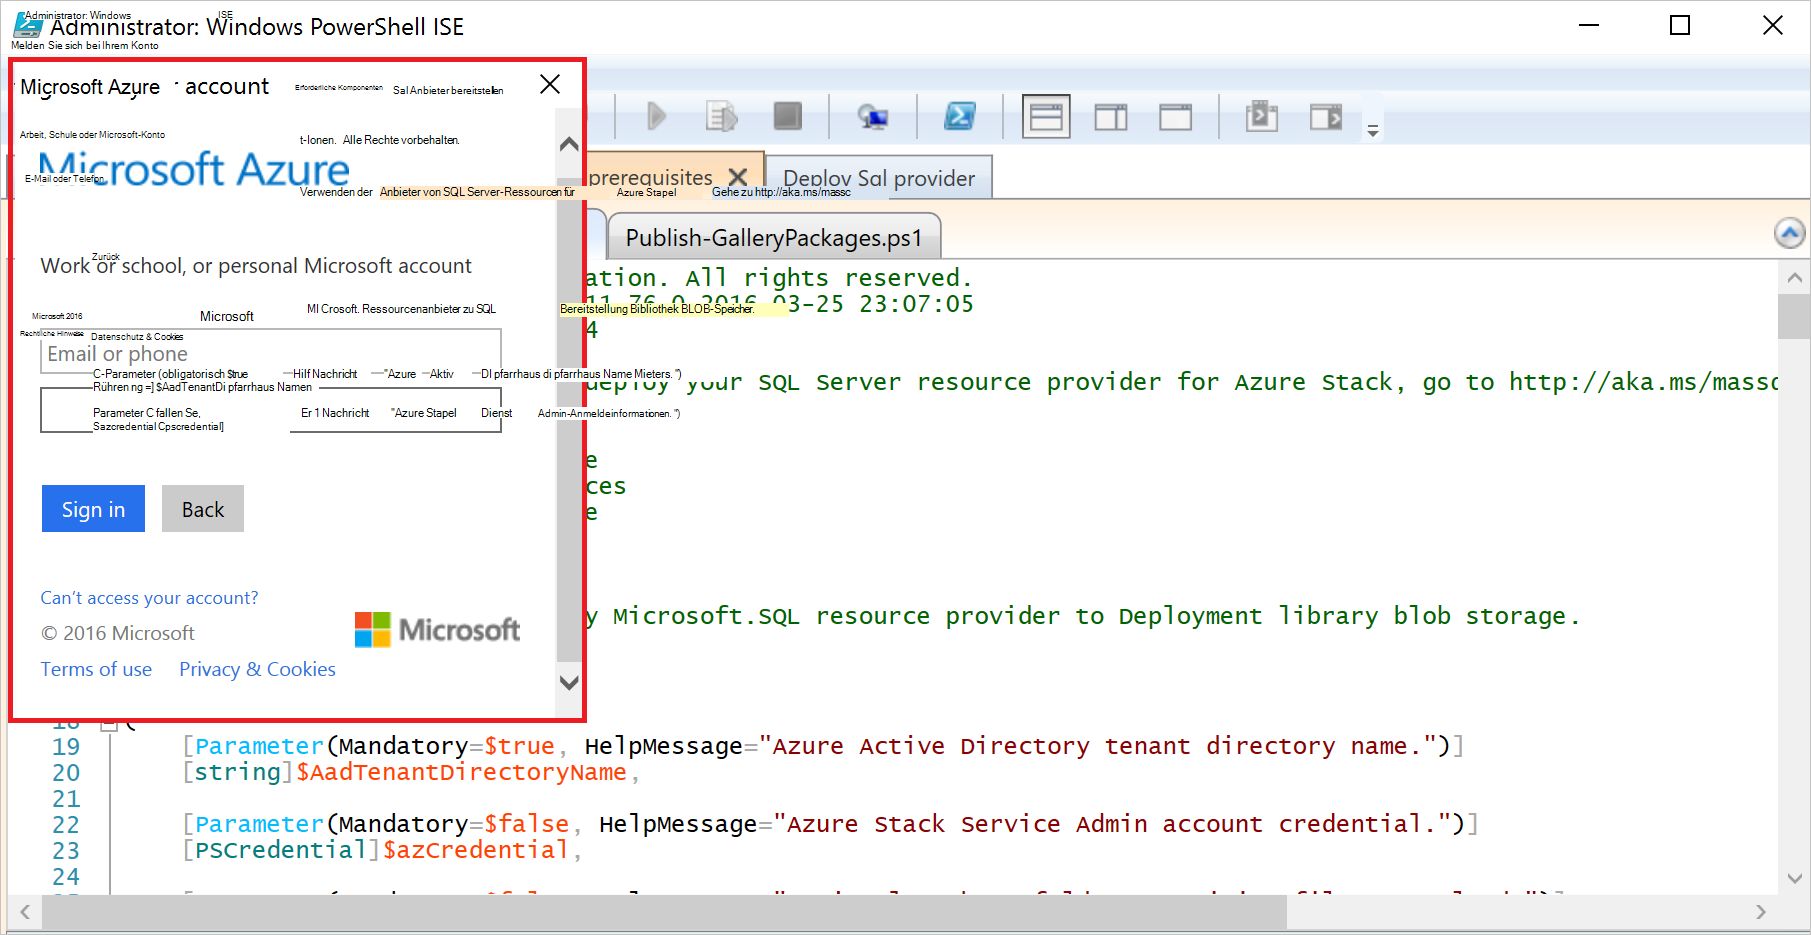 Administrator: Windows ISE
Administrator: Windows PowerShell ISE
Melden Sie sich bei Ihrem Konto
Microsoft Azure account
Erforderliche Komponenten
Sal Anbieter bereitstellen
Arbeit, Schule oder Microsoft-Konto
t-lonen. Alle Rechte vorbehalten.
Microsoft Azure
E-Mail oder Telefon
prerequisites
Deploy Sql provider
Verwenden der Anbieter von SQL Server-Ressourcen für Azure Stapel Gehe zu http://aka.ms/massc
Publish-GalleryPackages.ps1
Zurück
Work or school, or personal Microsoft account
ation. All rights reserved.
11.76.0 2016-03-25 23:07:05
Microsoft 2016
Microsoft
MI Crosoft. Ressourcenanbieter zu SQL
Bereitstellung Bibliothek BLOB-Speicher.
4
Rechtliche Hinweise
Datenschutz & Cookies
Email or phone
C-Parameter (obligatorisch $true Hilf Nachricht "Azure Aktiv DI pfarrhaus di pfarrhaus Name Mieters. ")
Rühren ng =] $AadTenantDi pfarrhaus Namen
deploy your SQL Server resource provider for Azure Stack, go to http://aka.ms/massc
Parameter C fallen Se, Er 1 Nachricht "Azure Stapel Dienst Admin-Anmeldeinformationen. ")
Sazcredential Cpscredential]
e
ces
e
Sign in
Back
Can't access your account?
y Microsoft.SQL resource provider to Deployment library blob storage.
© 2016 Microsoft
Microsoft
Terms of use
Privacy & Cookies
18 (
19 [Parameter(Mandatory=$true, HelpMessage="Azure Active Directory tenant directory name.")]
20 [string]$AadTenantDirectoryName,
21
22 [Parameter(Mandatory=$false, HelpMessage="Azure Stack Service Admin account credential.")]
23 [PSCredential]$azCredential,
24